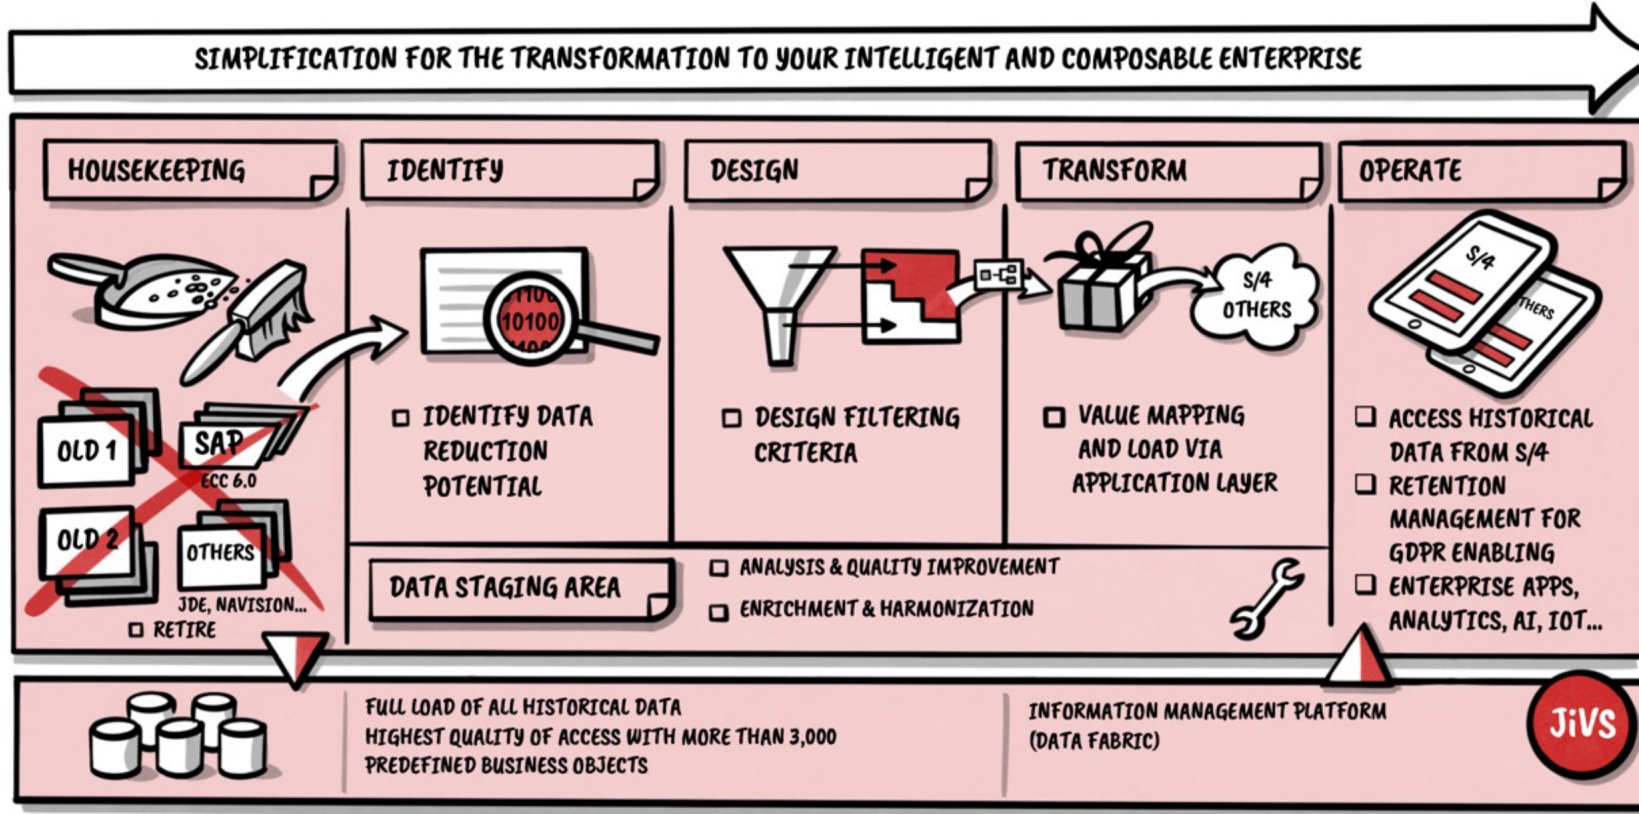 SIMPLIFICATION FOR THE TRANSFORMATION TO YOUR INTELLIGENT AND COMPOSABLE ENTERPRISE
HOUSEKEEPING
OLD 1
SAP
ECC 6.0
OLD 2
OTHERS
JDE, NAVISION...
RETIRE
IDENTIFY
10100
IDENTIFY DATA
REDUCTION
POTENTIAL
DESIGN
DESIGN FILTERING
CRITERIA
TRANSFORM
S/4
OTHERS
VALUE MAPPING
AND LOAD VIA
APPLICATION LAYER
DATA STAGING AREA
ANALYSIS & QUALITY IMPROVEMENT
ENRICHMENT & HARMONIZATION
OPERATE
S/4
THERS
ACCESS HISTORICAL
DATA FROM S/4
RETENTION
MANAGEMENT FOR
GDPR ENABLING
ENTERPRISE APPS,
ANALYTICS, AI, IOT...
FULL LOAD OF ALL HISTORICAL DATA
HIGHEST QUALITY OF ACCESS WITH MORE THAN 3,000
PREDEFINED BUSINESS OBJECTS
INFORMATION MANAGEMENT PLATFORM
(DATA FABRIC)
JiVS